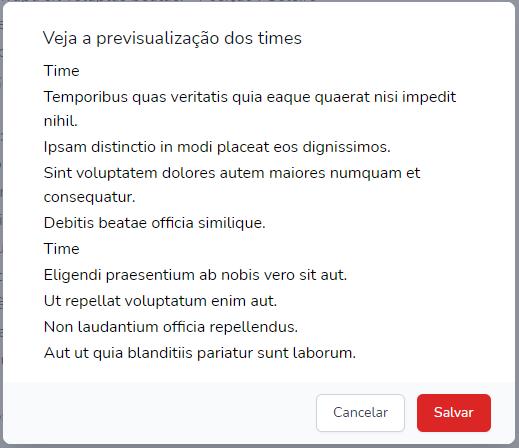 Veja a previsualização dos times
Time
Temporibus quas veritatis quia eaque quaerat nisi impedit
nihil.
Ipsam distinctio in modi placeat eos dignissimos.
Sint voluptatem dolores autem maiores numquam et
consequatur.
Debitis beatae officia similique.
Time
Eligendi praesentium ab nobis vero sit aut.
Ut repellat voluptatum enim aut.
Non laudantium officia repellendus.
Aut ut quia blanditiis pariatur sunt laborum.
Cancelar
Salvar